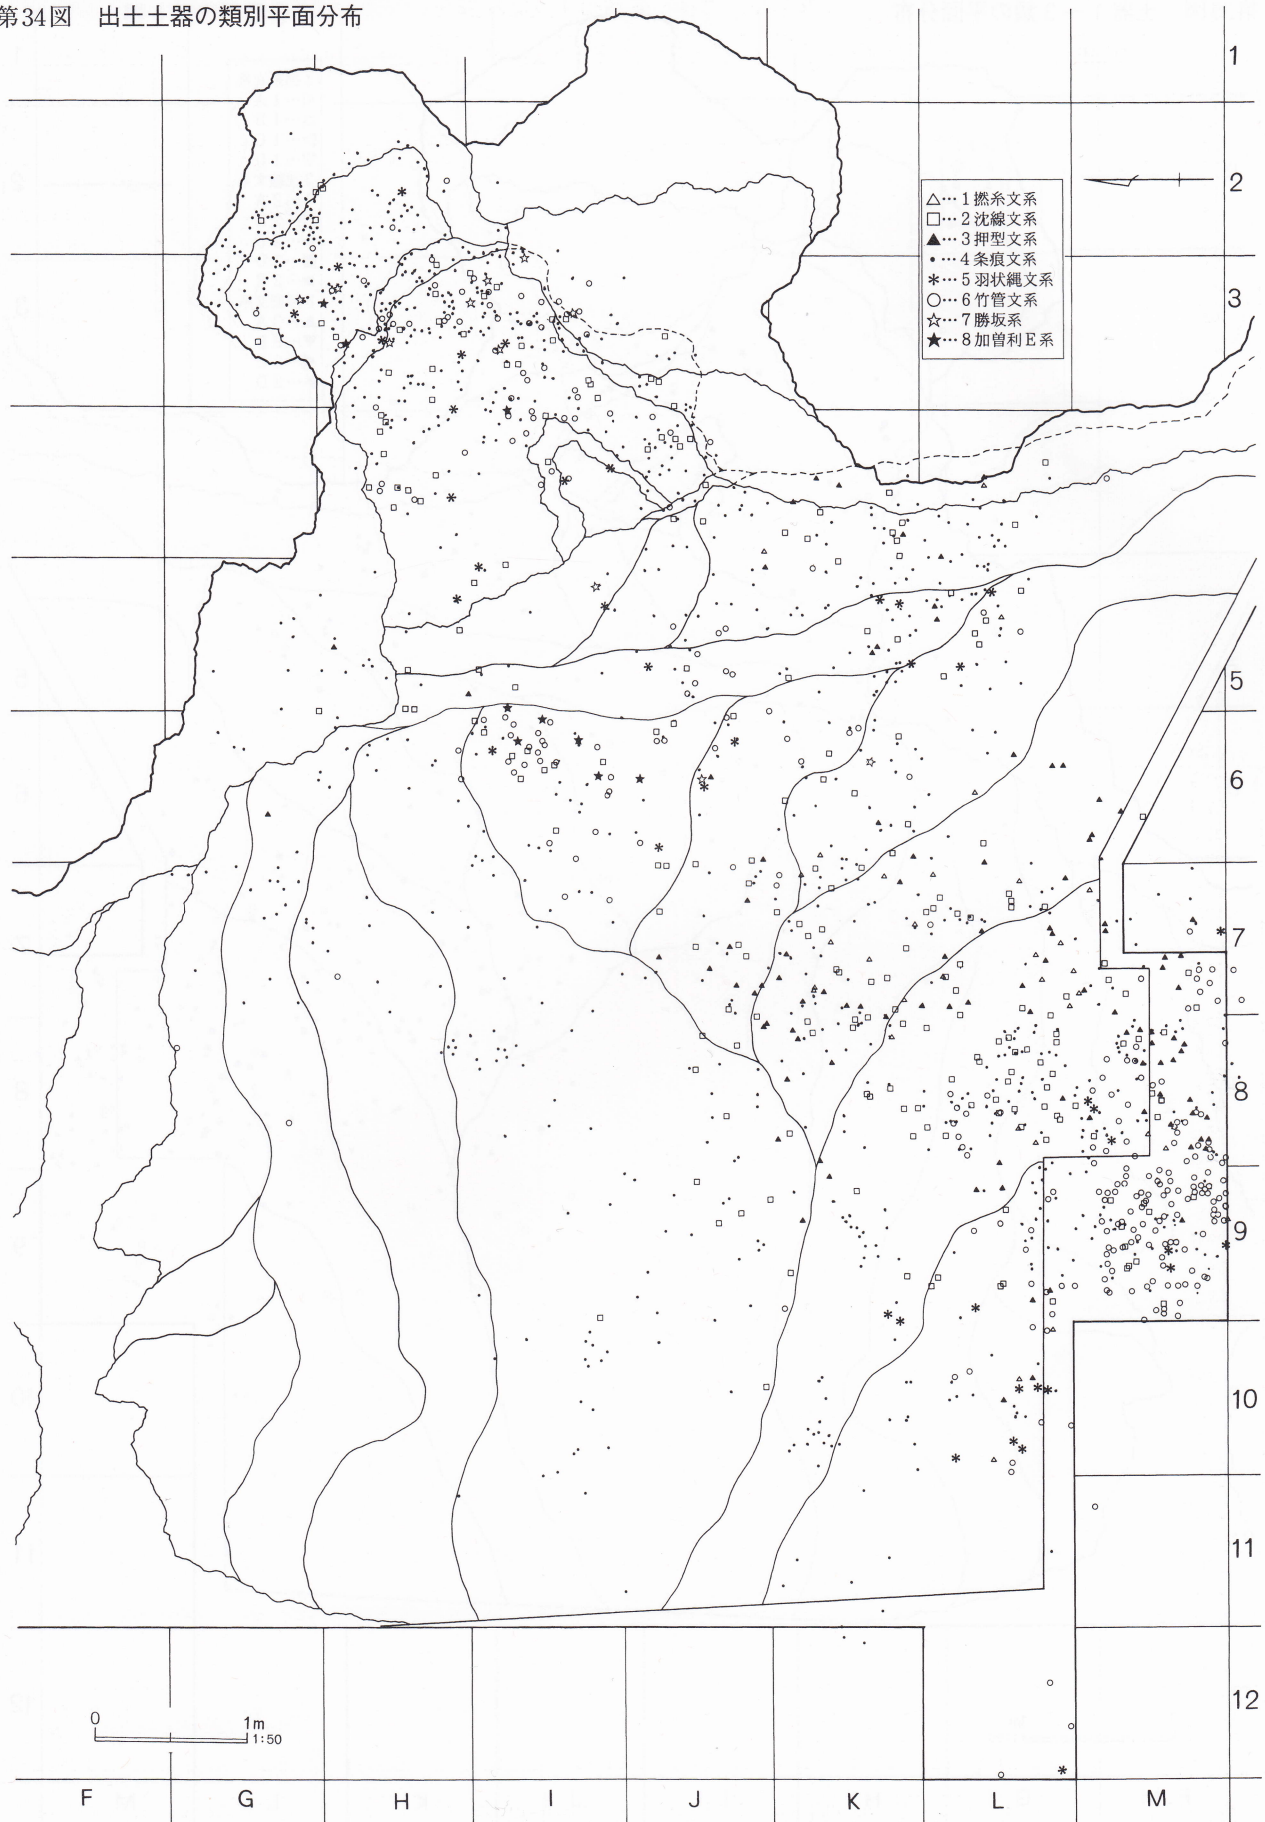 第34図　出土土器の類別平面分布
1
2
△…1撚糸文系
□…2沈線文系
▲…3押型文系
•…4条痕文系
*…5羽状縄文系
○…6竹管文系
☆…7勝坂系
★…8加曽利E系
3
5
6
7
8
9
10
11
12
0　1m
1:50
F　G　H　I　J　K　L　M